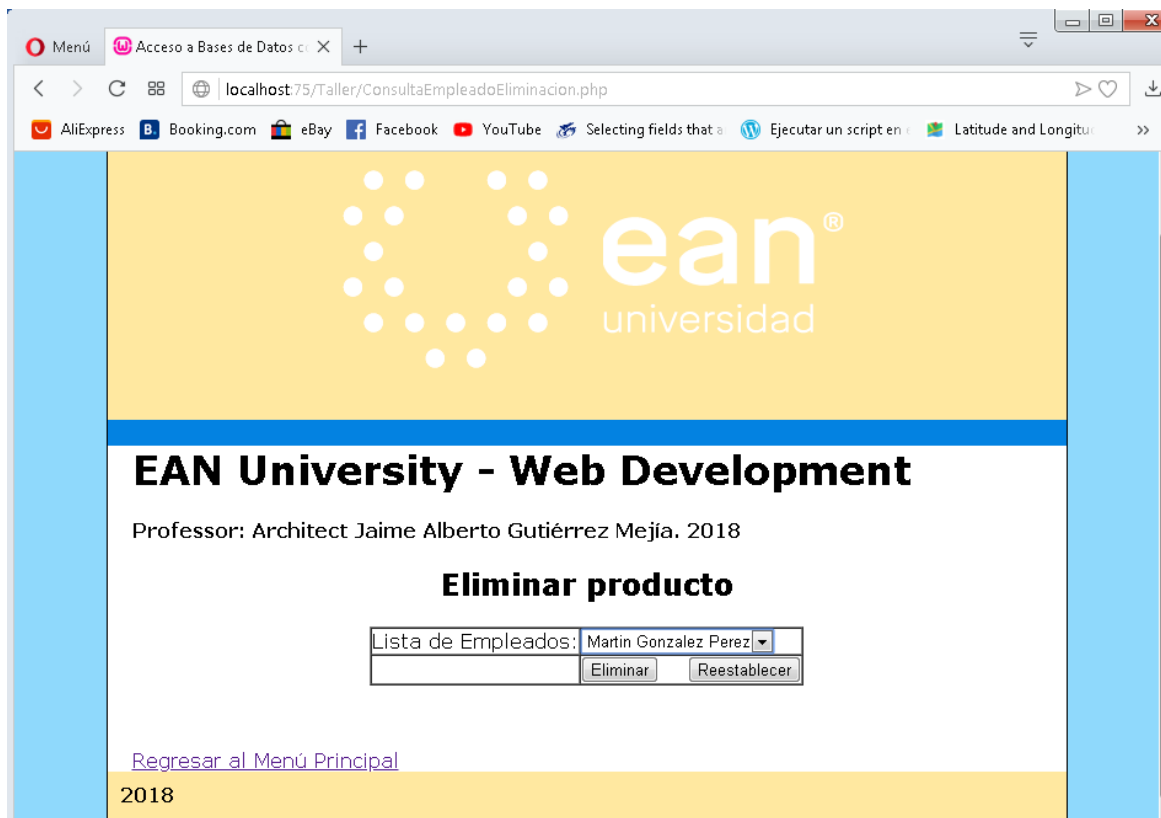 Menú
Acceso a Bases de Datos c
localhost:75/Taller/ConsultaEmpleadoEliminacion.php
AliExpress B. Booking.com eBay Facebook YouTube Selecting fields that a Ejecutar un script en Latitude and Longitu
ean®
universidad
EAN University - Web Development
Professor: Architect Jaime Alberto Gutiérrez Mejía. 2018
Eliminar producto
Lista de Empleados: Martin Gonzalez Perez
Eliminar Reestablecer
Regresar al Menú Principal
2018